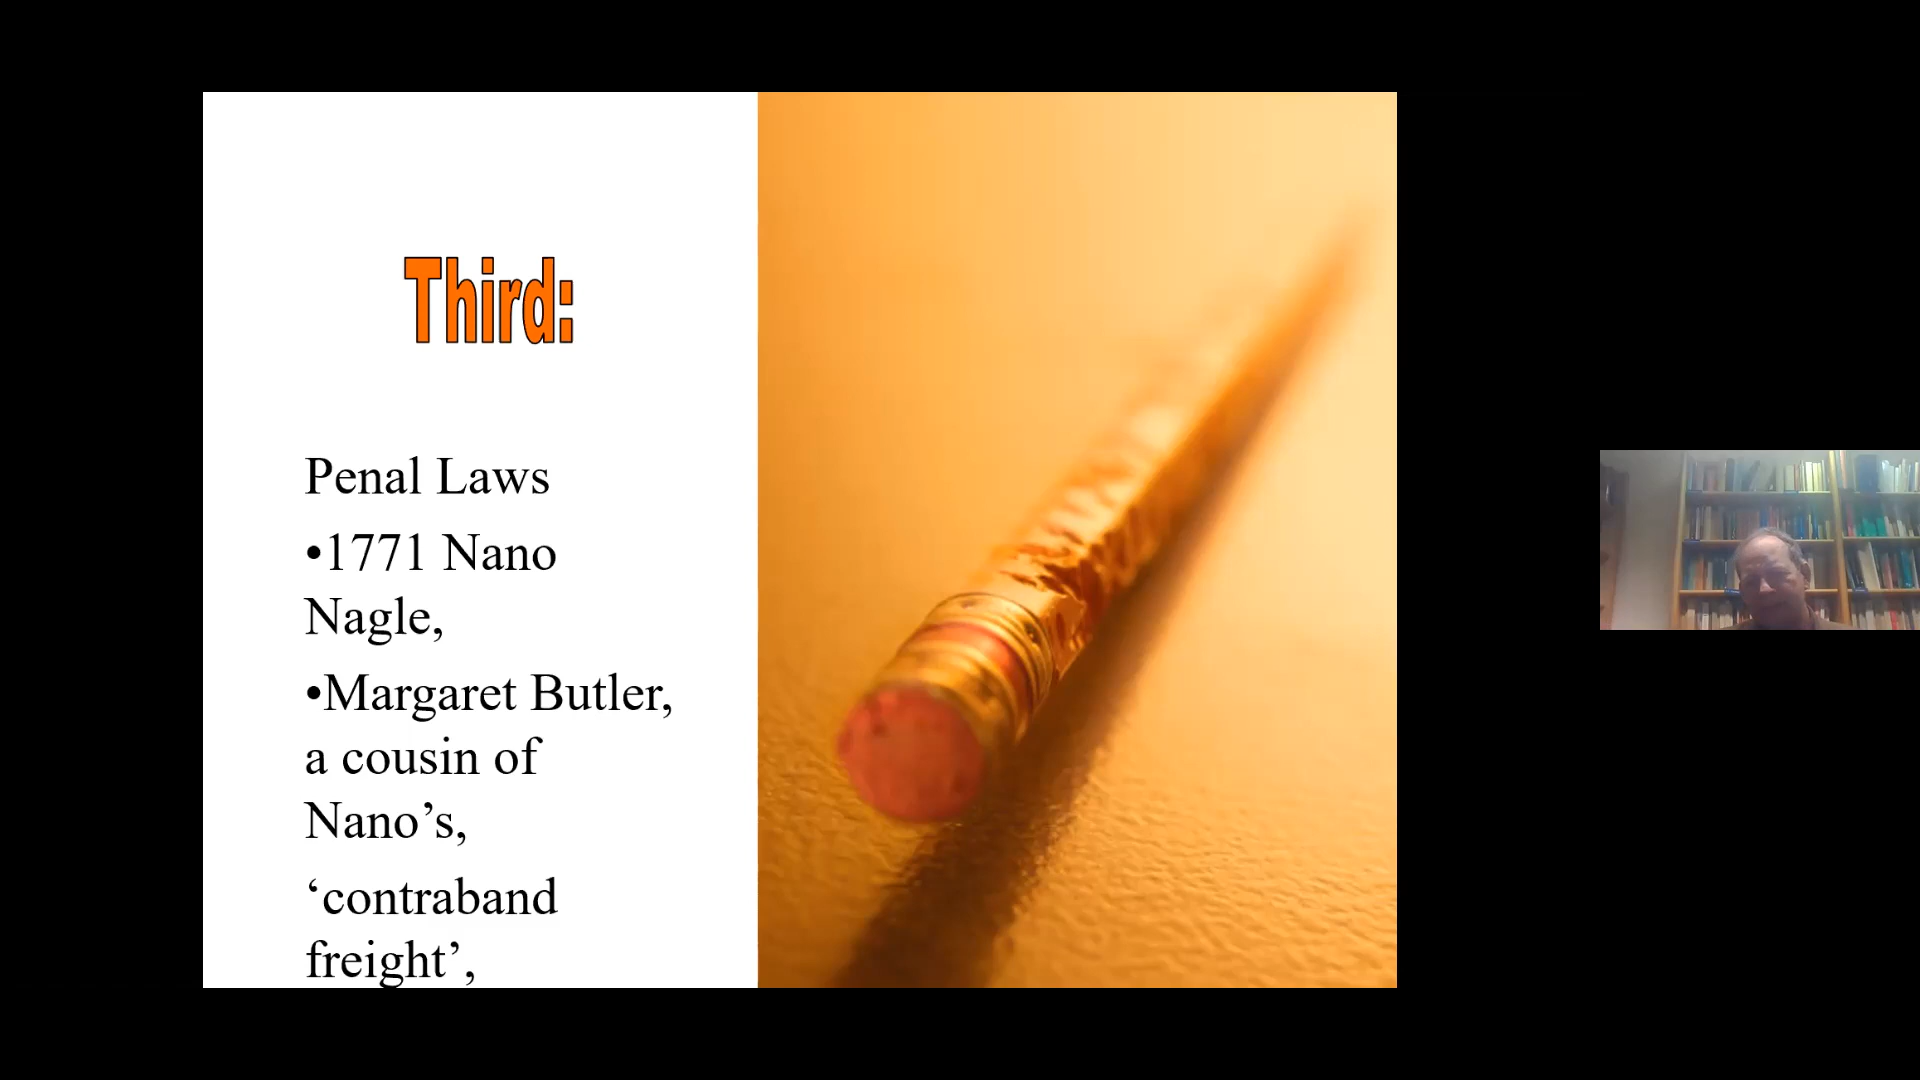 Third:
Penal Laws
•1771 Nano
Nagle,
•Margaret Butler,
a cousin of
Nano’s,
‘contraband
freight’,